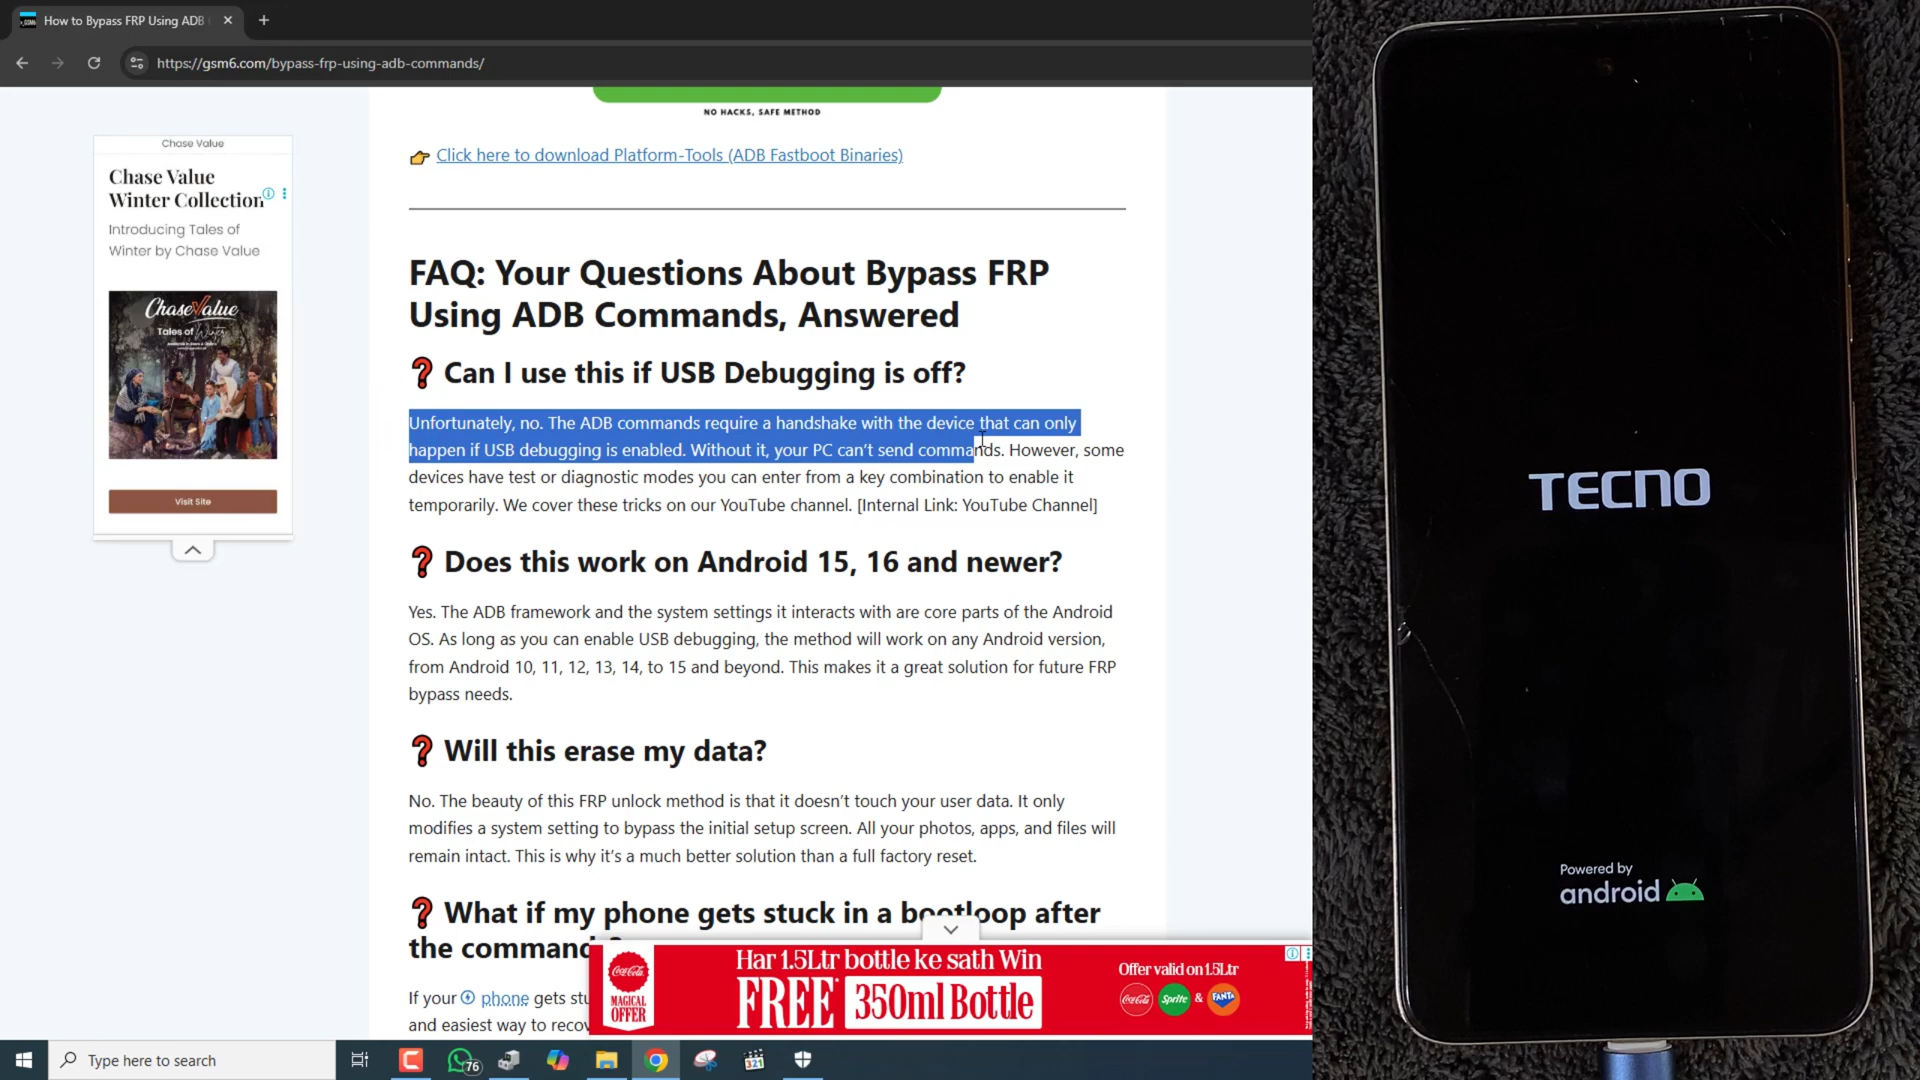 How to Bypass FRP Using ADB
https://gsm6.com/bypass-frp-using-adb-commands/
NO HACKS, SAFE METHOD
Click here to download Platform-Tools (ADB Fastboot Binaries)
Chase Value
Chase Value
Winter Collection
Introducing Tales of
Winter by Chase Value
Chase Value
Tales of Winter
Visit Site
FAQ: Your Questions About Bypass FRP
Using ADB Commands, Answered
❓ Can I use this if USB Debugging is off?
Unfortunately, no. The ADB commands require a handshake with the device that can only
happen if USB debugging is enabled. Without it, your PC can’t send commands. However, some
devices have test or diagnostic modes you can enter from a key combination to enable it
temporarily. We cover these tricks on our YouTube channel. [Internal Link: YouTube Channel]
❓ Does this work on Android 15, 16 and newer?
Yes. The ADB framework and the system settings it interacts with are core parts of the Android
OS. As long as you can enable USB debugging, the method will work on any Android version,
from Android 10, 11, 12, 13, 14, to 15 and beyond. This makes it a great solution for future FRP
bypass needs.
❓ Will this erase my data?
No. The beauty of this FRP unlock method is that it doesn’t touch your user data. It only
modifies a system setting to bypass the initial setup screen. All your photos, apps, and files will
remain intact. This is why it’s a much better solution than a full factory reset.
❓ What if my phone gets stuck in a bootloop after
the command
If your phone gets
and easiest way to
Coca-Cola
MAGICAL
OFFER
Har 1.5Ltr bottle ke sath Win
FREE* 350ml Bottle
Offer valid on 1.5Ltr
Coca-Cola Sprite & FANTA
Type here to search
76
321
TECNO
Powered by
android